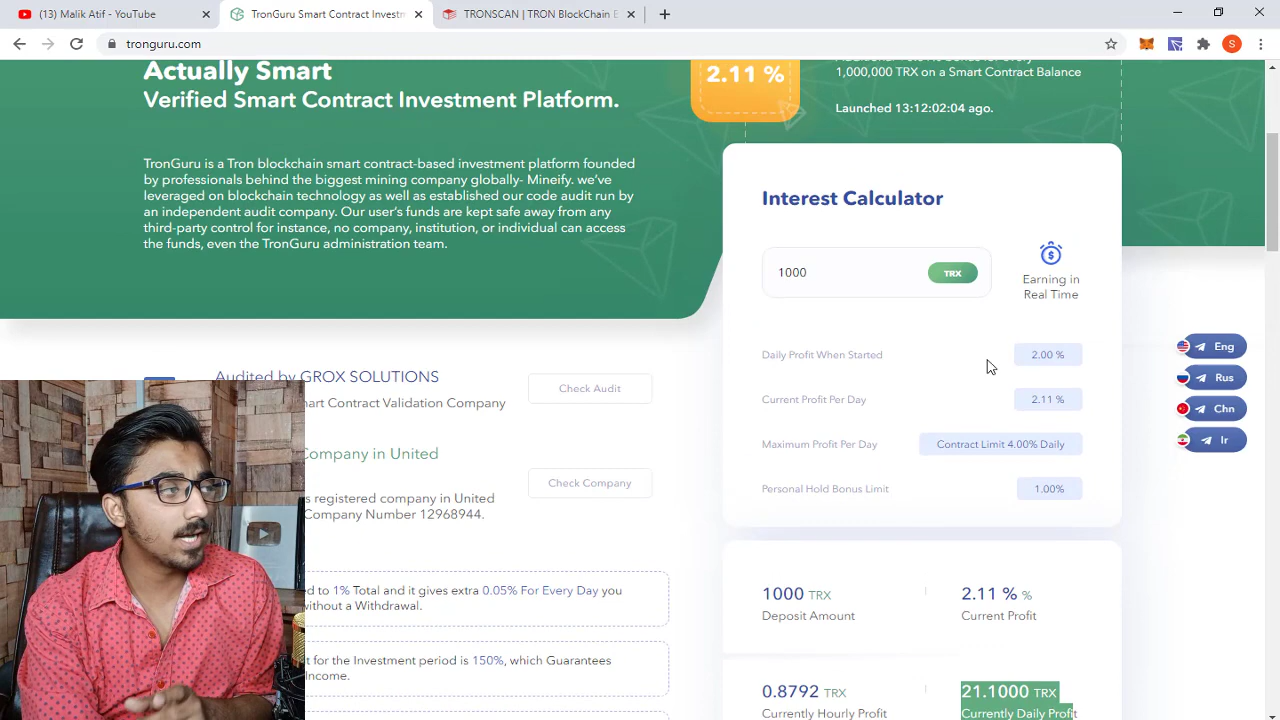 (13) Malik Atif - YouTube
TronGuru Smart Contract Investm
TRONSCAN | TRON BlockChain E
tronguru.com
S
Actually Smart
Verified Smart Contract Investment Platform.
TronGuru is a Tron blockchain smart contract-based investment platform founded
by professionals behind the biggest mining company globally- Mineify. we've
leveraged on blockchain technology as well as established our code audit run by
an independent audit company. Our user's funds are kept safe away from any
third-party control for instance, no company, institution, or individual can access
the funds, even the TronGuru administration team.
2.11 %
1,000,000 TRX on a Smart Contract Balance
Launched 13:12:02:04 ago.
Interest Calculator
1000 TRX
Earning in
Real Time
Daily Profit When Started 2.00 %
Current Profit Per Day 2.11 %
Maximum Profit Per Day Contract Limit 4.00% Daily
Personal Hold Bonus Limit 1.00%
Eng
Rus
Chn
Ir
Audited by GROX SOLUTIONS
Contract Validation Company
Check Audit
Company in United
registered company in United
Company Number 12968944.
Check Company
1% Total and it gives extra 0.05% For Every Day you
without a Withdrawal.
for the Investment period is 150%, which Guarantees
1000 TRX
Deposit Amount
2.11 % %
Current Profit
0.8792 TRX
Currently Hourly Profit
21.1000 TRX
Currently Daily Profit